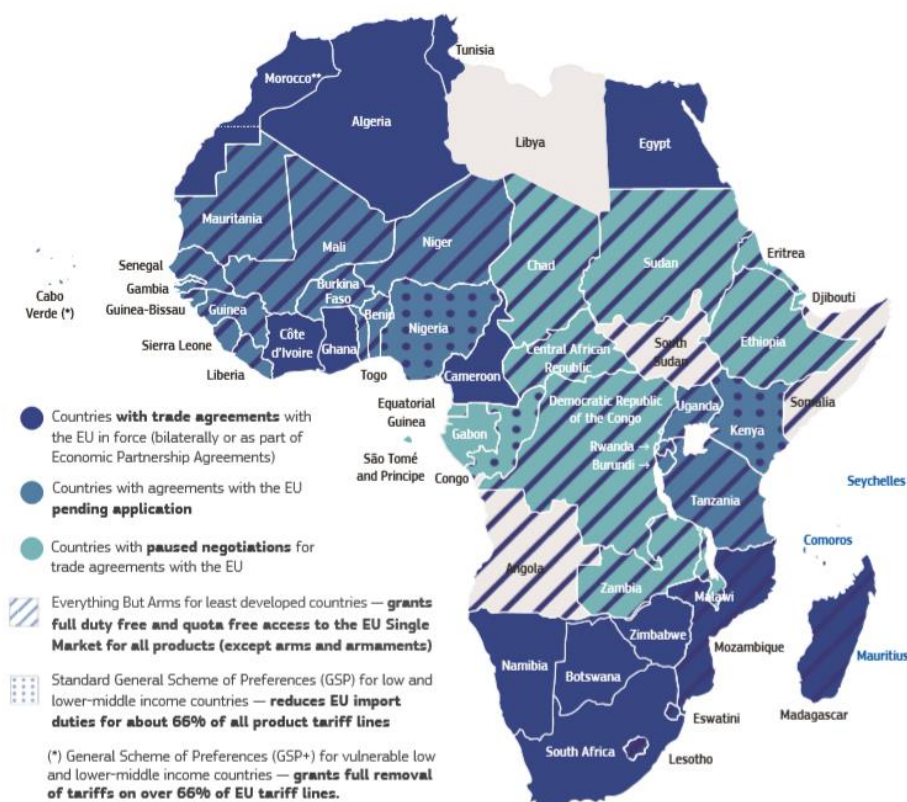 Tunisia
Morocco**
Algeria
Libya
Egypt
Mauritania
Mali
Niger
Chad
Sudan
Eritrea
Senegal
Gambia
Guinea-Bissau
Cabo
Verde (*)
Guinea
Burkina
Faso
Benin
Nigeria
Djibouti
Sierra Leone
Côte
d'Ivoire
Ghana
Central African
Republic
South
Sudan
Ethiopia
Liberia
Togo
Cameroon
Somalia
Equatorial
Guinea
Democratic Republic
of the Congo
Uganda
Kenya
Gabon
Rwanda →
Burundi →
São Tomé
and Principe
Congo
Tanzania
Seychelles
Comoros
Angola
Zambia
Malawi
Zimbabwe
Mozambique
Mauritius
Namibia
Botswana
Madagascar
Eswatini
South Africa
Lesotho
Countries with trade agreements with
the EU in force (bilaterally or as part of
Economic Partnership Agreements)
Countries with agreements with the EU
pending application
Countries with paused negotiations for
trade agreements with the EU
Everything But Arms for least developed countries — grants
full duty free and quota free access to the EU Single
Market for all products (except arms and armaments)
Standard General Scheme of Preferences (GSP) for low and
lower-middle income countries — reduces EU import
duties for about 66% of all product tariff lines
(*) General Scheme of Preferences (GSP+) for vulnerable low
and lower-middle income countries — grants full removal
of tariffs on over 66% of EU tariff lines.